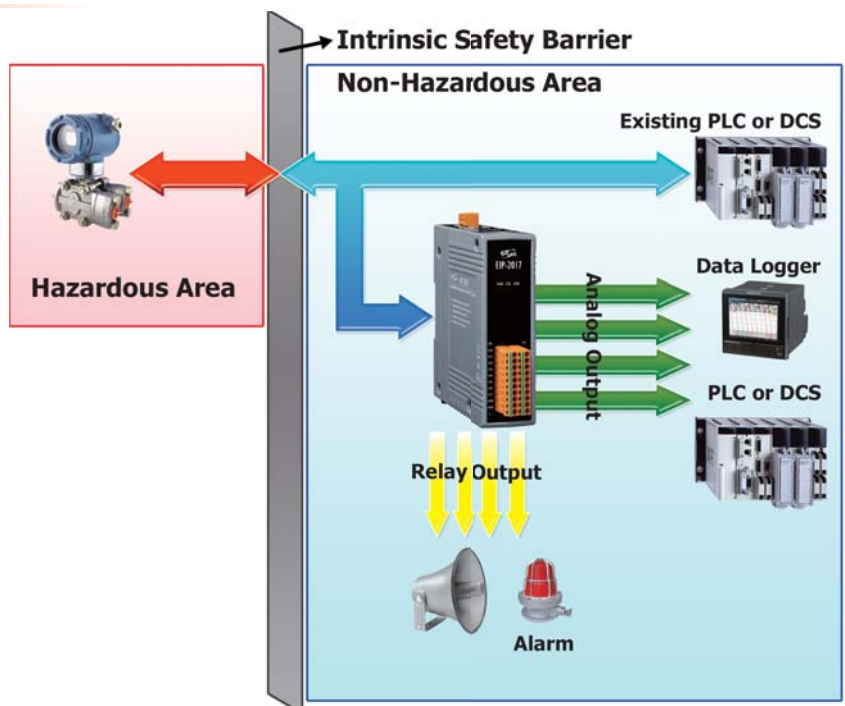 Intrinsic Safety Barrier
Non-Hazardous Area
Existing PLC or DCS
Hazardous Area
Data Logger
Analog Output
PLC or DCS
Relay Output
Alarm